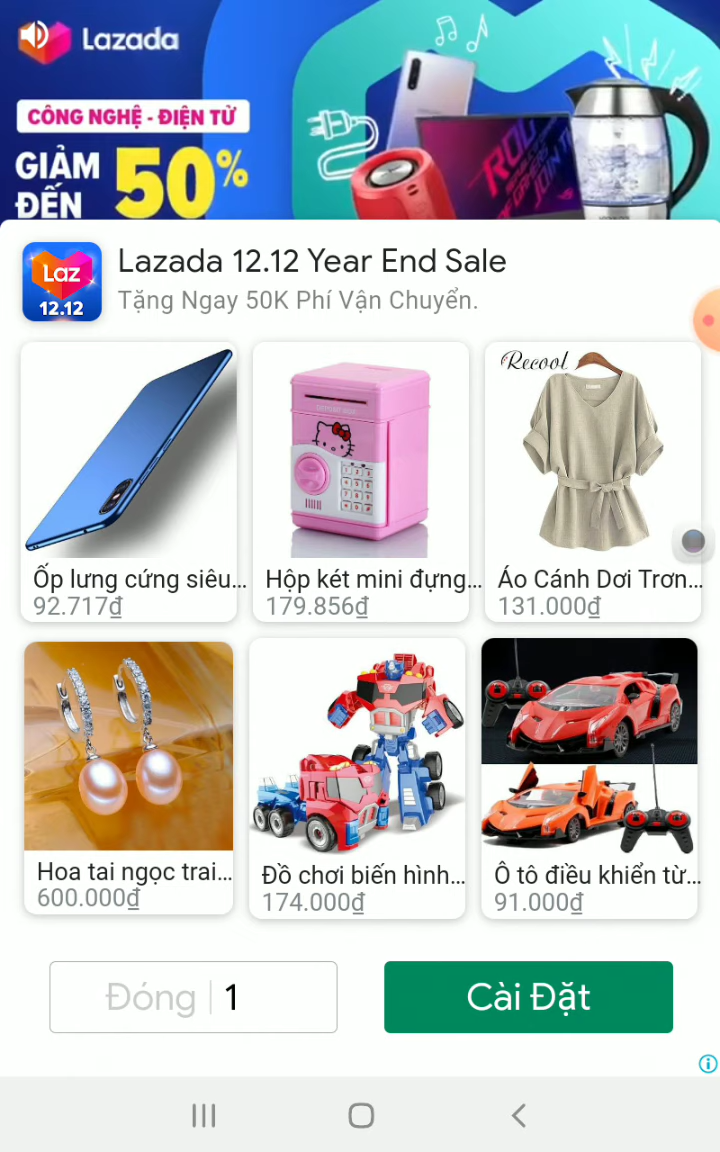 Lazada
CÔNG NGHỆ - ĐIỆN TỬ
GIẢM
ĐẾN
50%
Laz
12.12
Lazada 12.12 Year End Sale
Tặng Ngay 50K Phí Vận Chuyển.
Recool
Ốp lưng cứng siêu...
92.717₫
Hộp két mini đựng...
179.856₫
Áo Cánh Dơi Trơn...
131.000₫
Hoa tai ngọc trai...
600.000₫
Đồ chơi biến hình...
174.000₫
Ô tô điều khiển từ...
91.000₫
Đóng | 1
Cài Đặt